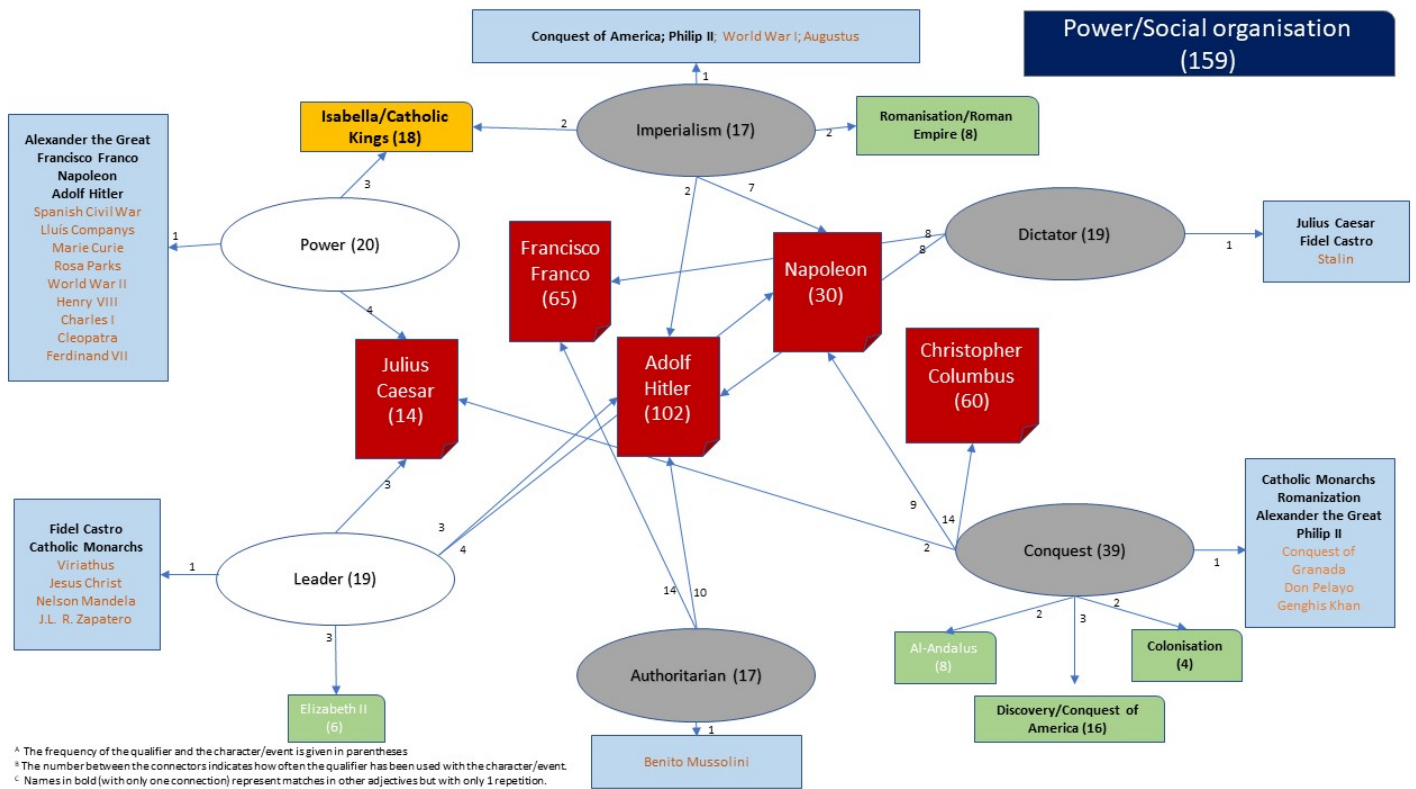 Conquest of America; Philip II; World War I; Augustus
Power/Social organisation
(159)
1
Isabella/Catholic
Kings (18)
2
Imperialism (17)
2
Romanisation/Roman
Empire (8)
Alexander the Great
Francisco Franco
Napoleon
Adolf Hitler
Spanish Civil War
Lluís Companys
Marie Curie
Rosa Parks
World War II
Henry VIII
Charles I
Cleopatra
Ferdinand VII
3
2
7
1
Power (20)
4
Francisco
Franco
(65)
Napoleon
(30)
8
8
Dictator (19)
1
Julius Caesar
Fidel Castro
Stalin
Julius
Caesar
(14)
Adolf
Hitler
(102)
Christopher
Columbus
(60)
3
3
4
9
14
2
Conquest (39)
1
Catholic Monarchs
Romanization
Alexander the Great
Philip II
Conquest of
Granada
Don Pelayo
Genghis Khan
Fidel Castro
Catholic Monarchs
Viriathus
Jesus Christ
Nelson Mandela
J.L. R. Zapatero
1
Leader (19)
3
14
10
2
3
2
Al-Andalus
(8)
Colonisation
(4)
Discovery/Conquest of
America (16)
Authoritarian (17)
1
Benito Mussolini
Elizabeth II
(6)
A The frequency of the qualifier and the character/event is given in parentheses
B The number between the connectors indicates how often the qualifier has been used with the character/event.
C Names in bold (with only one connection) represent matches in other adjectives but with only 1 repetition.